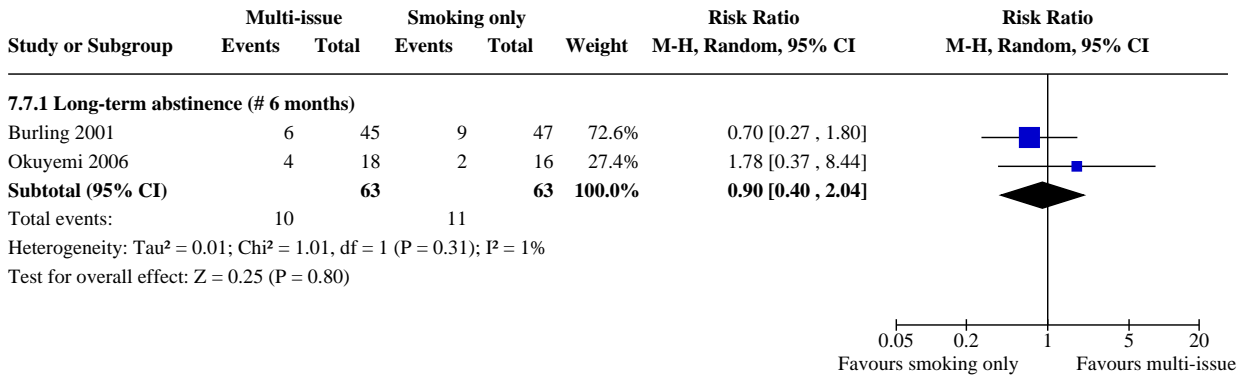 Multi-issue Smoking only Risk Ratio Risk Ratio
Study or Subgroup Events Total Events Total Weight M-H, Random, 95% CI M-H, Random, 95% CI
7.7.1 Long-term abstinence (# 6 months)
Burling 2001 6 45 9 47 72.6% 0.70 [0.27 , 1.80]
Okuyemi 2006 4 18 2 16 27.4% 1.78 [0.37 , 8.44]
Subtotal (95% CI) 63 63 100.0% 0.90 [0.40 , 2.04]
Total events: 10 11
Heterogeneity: Tau² = 0.01; Chi² = 1.01, df = 1 (P = 0.31); I² = 1%
Test for overall effect: Z = 0.25 (P = 0.80)
0.05 0.2 1 5 20
Favours smoking only Favours multi-issue